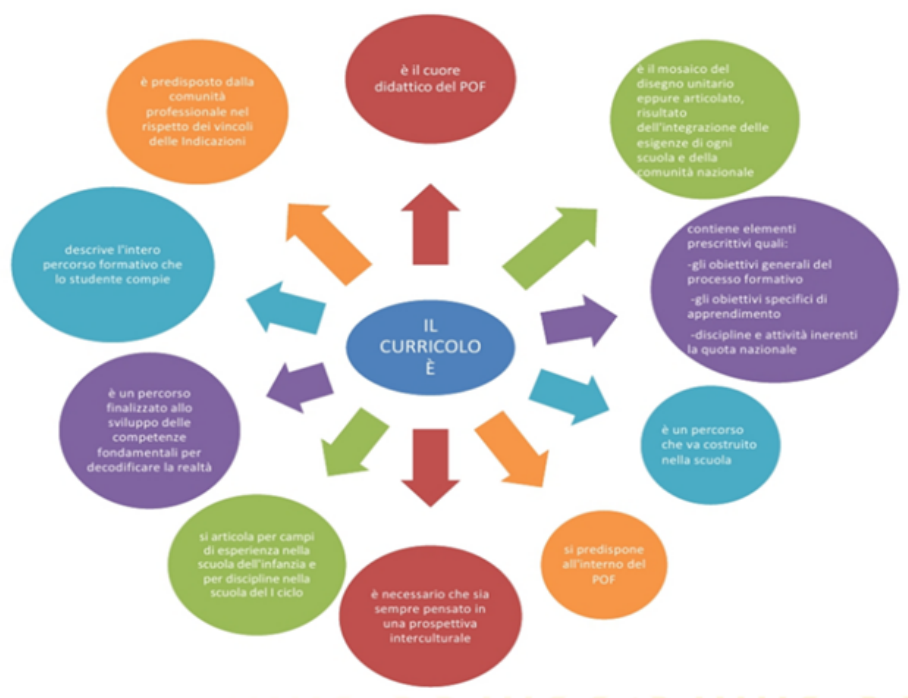 è il cuore
didattico del POF
è il mosaico del
disegno unitario
eppure articolato,
risultato
dell'integrazione delle
esigenze di ogni
scuola e della
comunità nazionale
contiene elementi
prescrittivi quali:
-gli obiettivi generali del
processo formativo
-gli obiettivi specifici di
apprendimento
-discipline e attività inerenti
la quota nazionale
è un percorso
che va costruito
nella scuola
si predispone
all'interno del
POF
è necessario che sia
sempre pensato in
una prospettiva
interculturale
si articola per campi
di esperienza nella
scuola dell'infanzia e
per discipline nella
scuola del I ciclo
è un percorso
finalizzato allo
sviluppo delle
competenze
fondamentali per
decodificare la realtà
descrive l'intero
percorso formativo che
lo studente compie
è predisposto dalla
comunità
professionale nel
rispetto dei vincoli
delle Indicazioni
IL
CURRICOLO
È